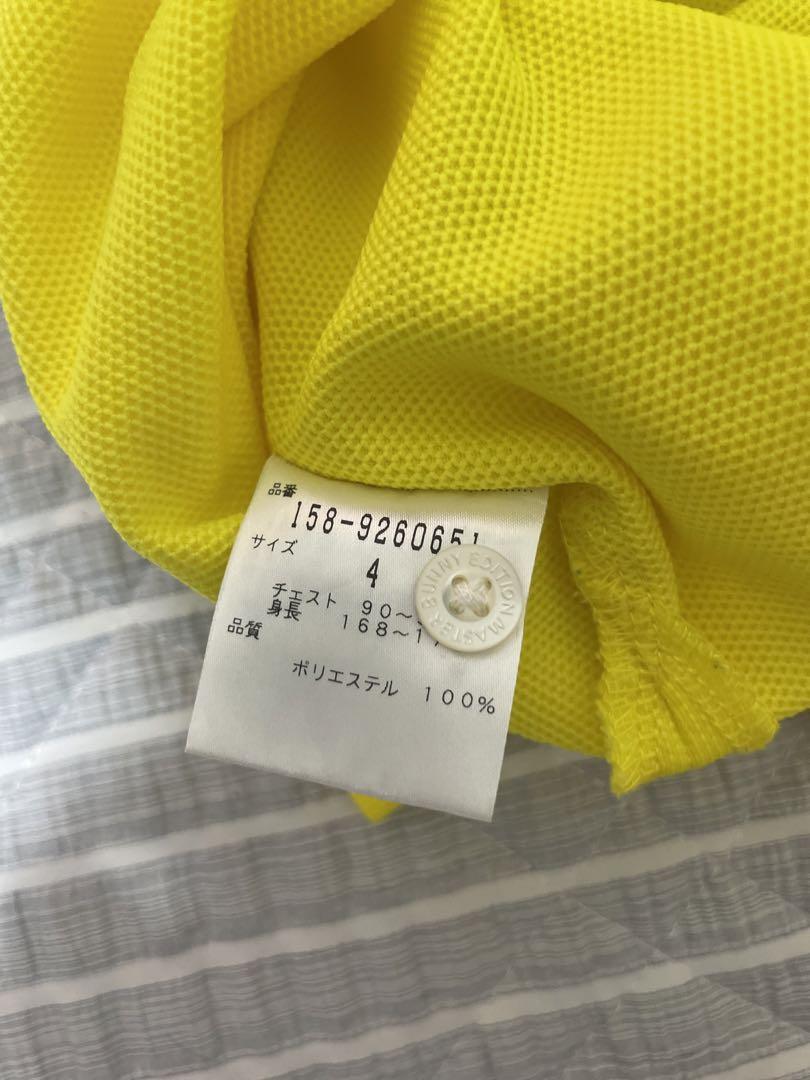 品番
158-9260651
サイズ
4
チェスト 90～
身長 168～1
品質
ポリエステル 100%
MASTER BUNNY EDITION